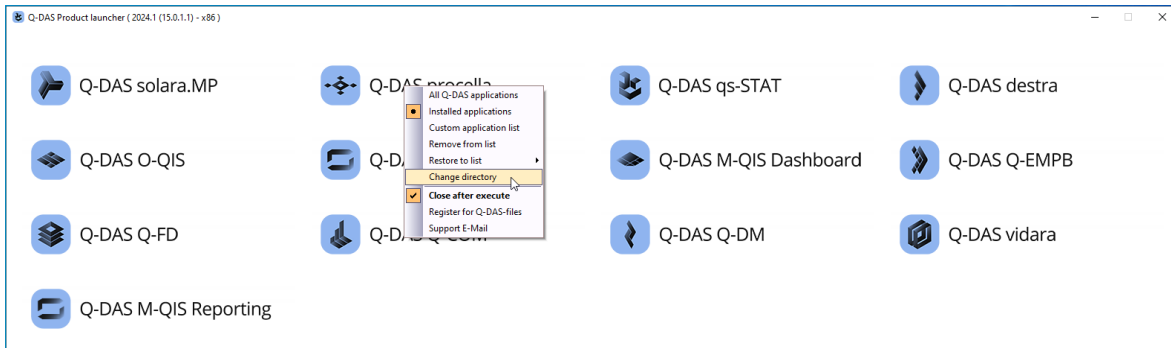 Q-DAS Product launcher ( 2024.1 (15.0.1.1) - x86 )
Q-DAS solara.MP
Q-DAS procella
Q-DAS qs-STAT
Q-DAS destra
All Q-DAS applications
Installed applications
Custom application list
Remove from list
Restore to list
Change directory
Close after execute
Register for Q-DAS-files
Support E-Mail
Q-DAS O-QIS
Q-DAS M-QIS Dashboard
Q-DAS Q-EMPB
Q-DAS Q-FD
Q-DAS Q-COM
Q-DAS Q-DM
Q-DAS vidara
Q-DAS M-QIS Reporting